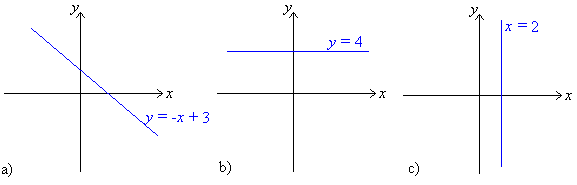 y
x
y = -x + 3
a)
y
y = 4
x
b)
y
x = 2
x
c)